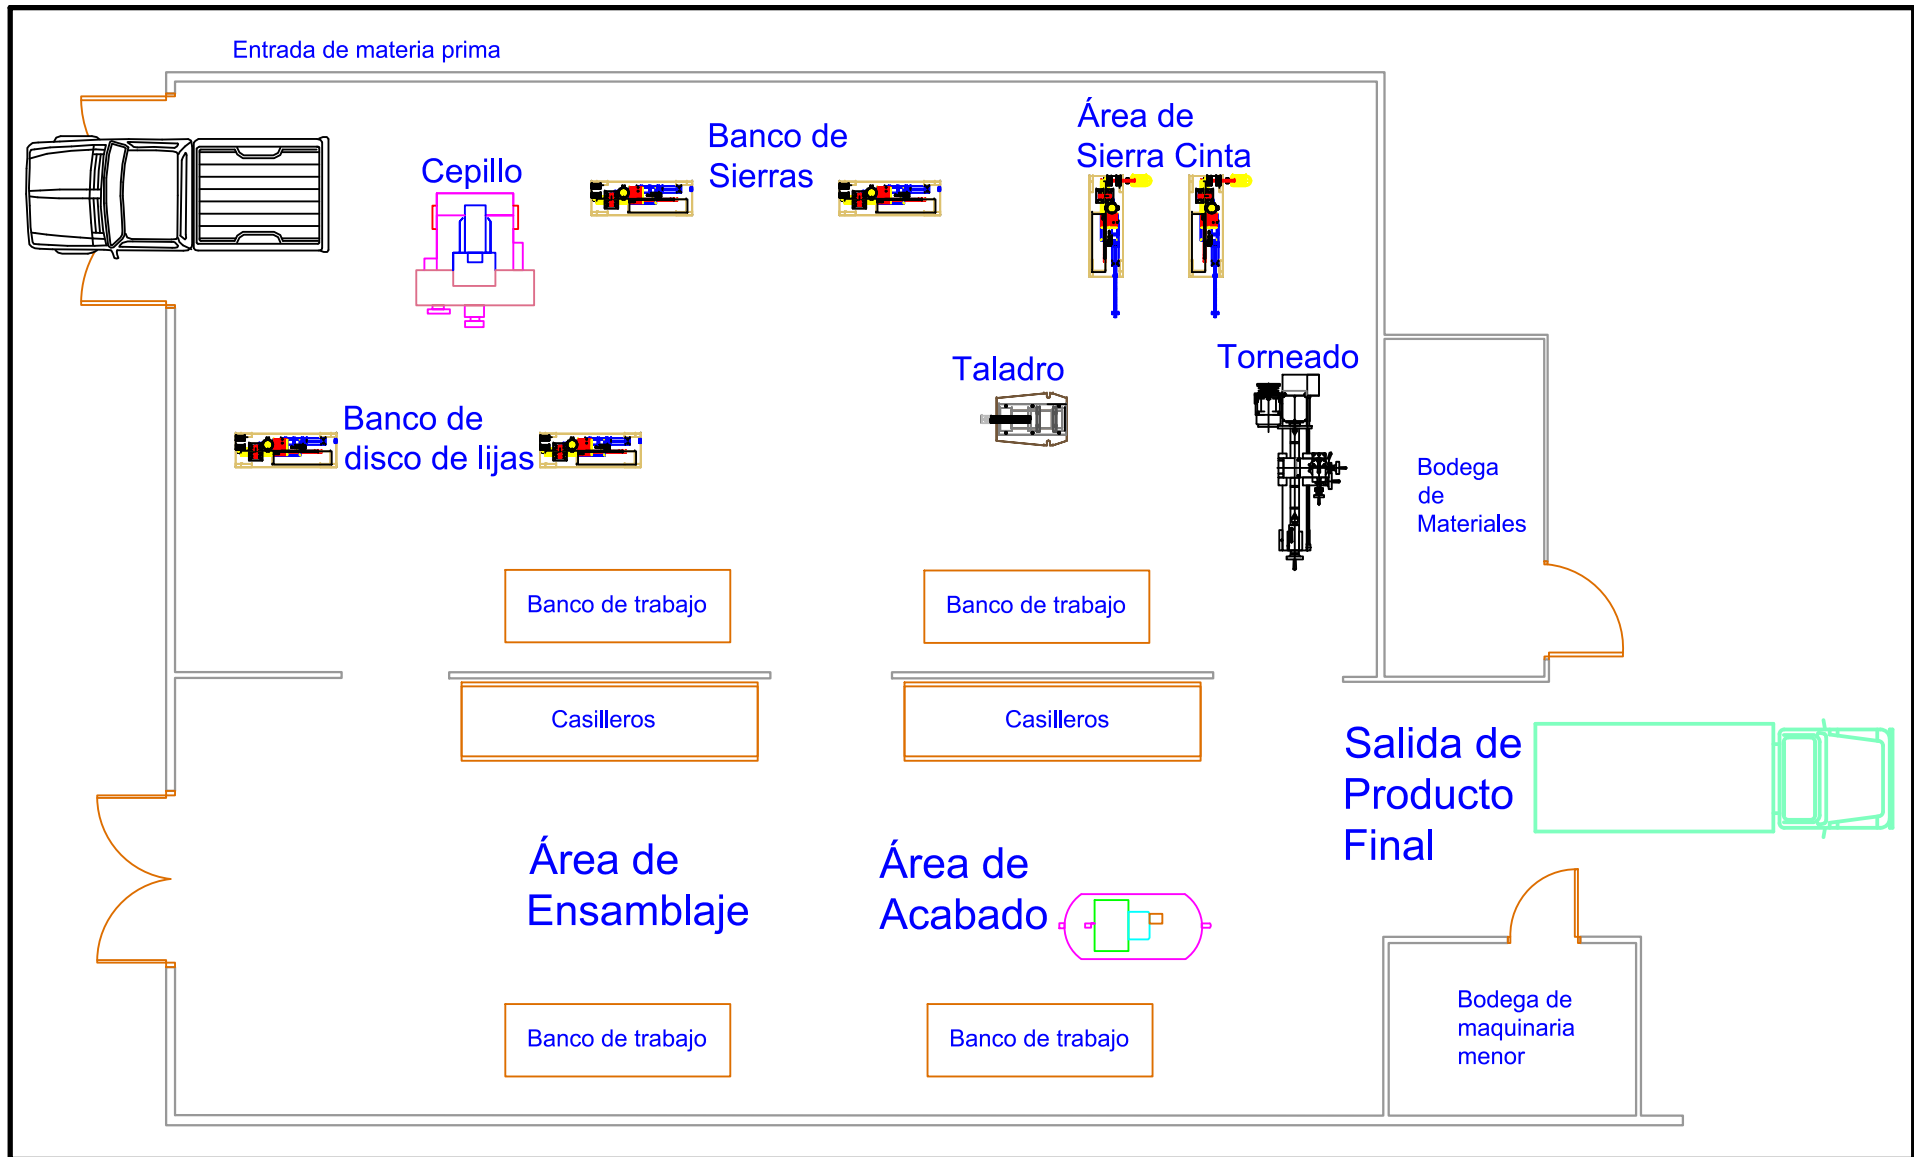 Entrada de materia prima
Cepillo
Banco de
Sierras
Área de
Sierra Cinta
Banco de
disco de lijas
Taladro
Torneado
Bodega
de
Materiales
Banco de trabajo
Banco de trabajo
Casilleros
Casilleros
Salida de
Producto
Final
Área de
Ensamblaje
Área de
Acabado
Banco de trabajo
Banco de trabajo
Bodega de
maquinaria
menor